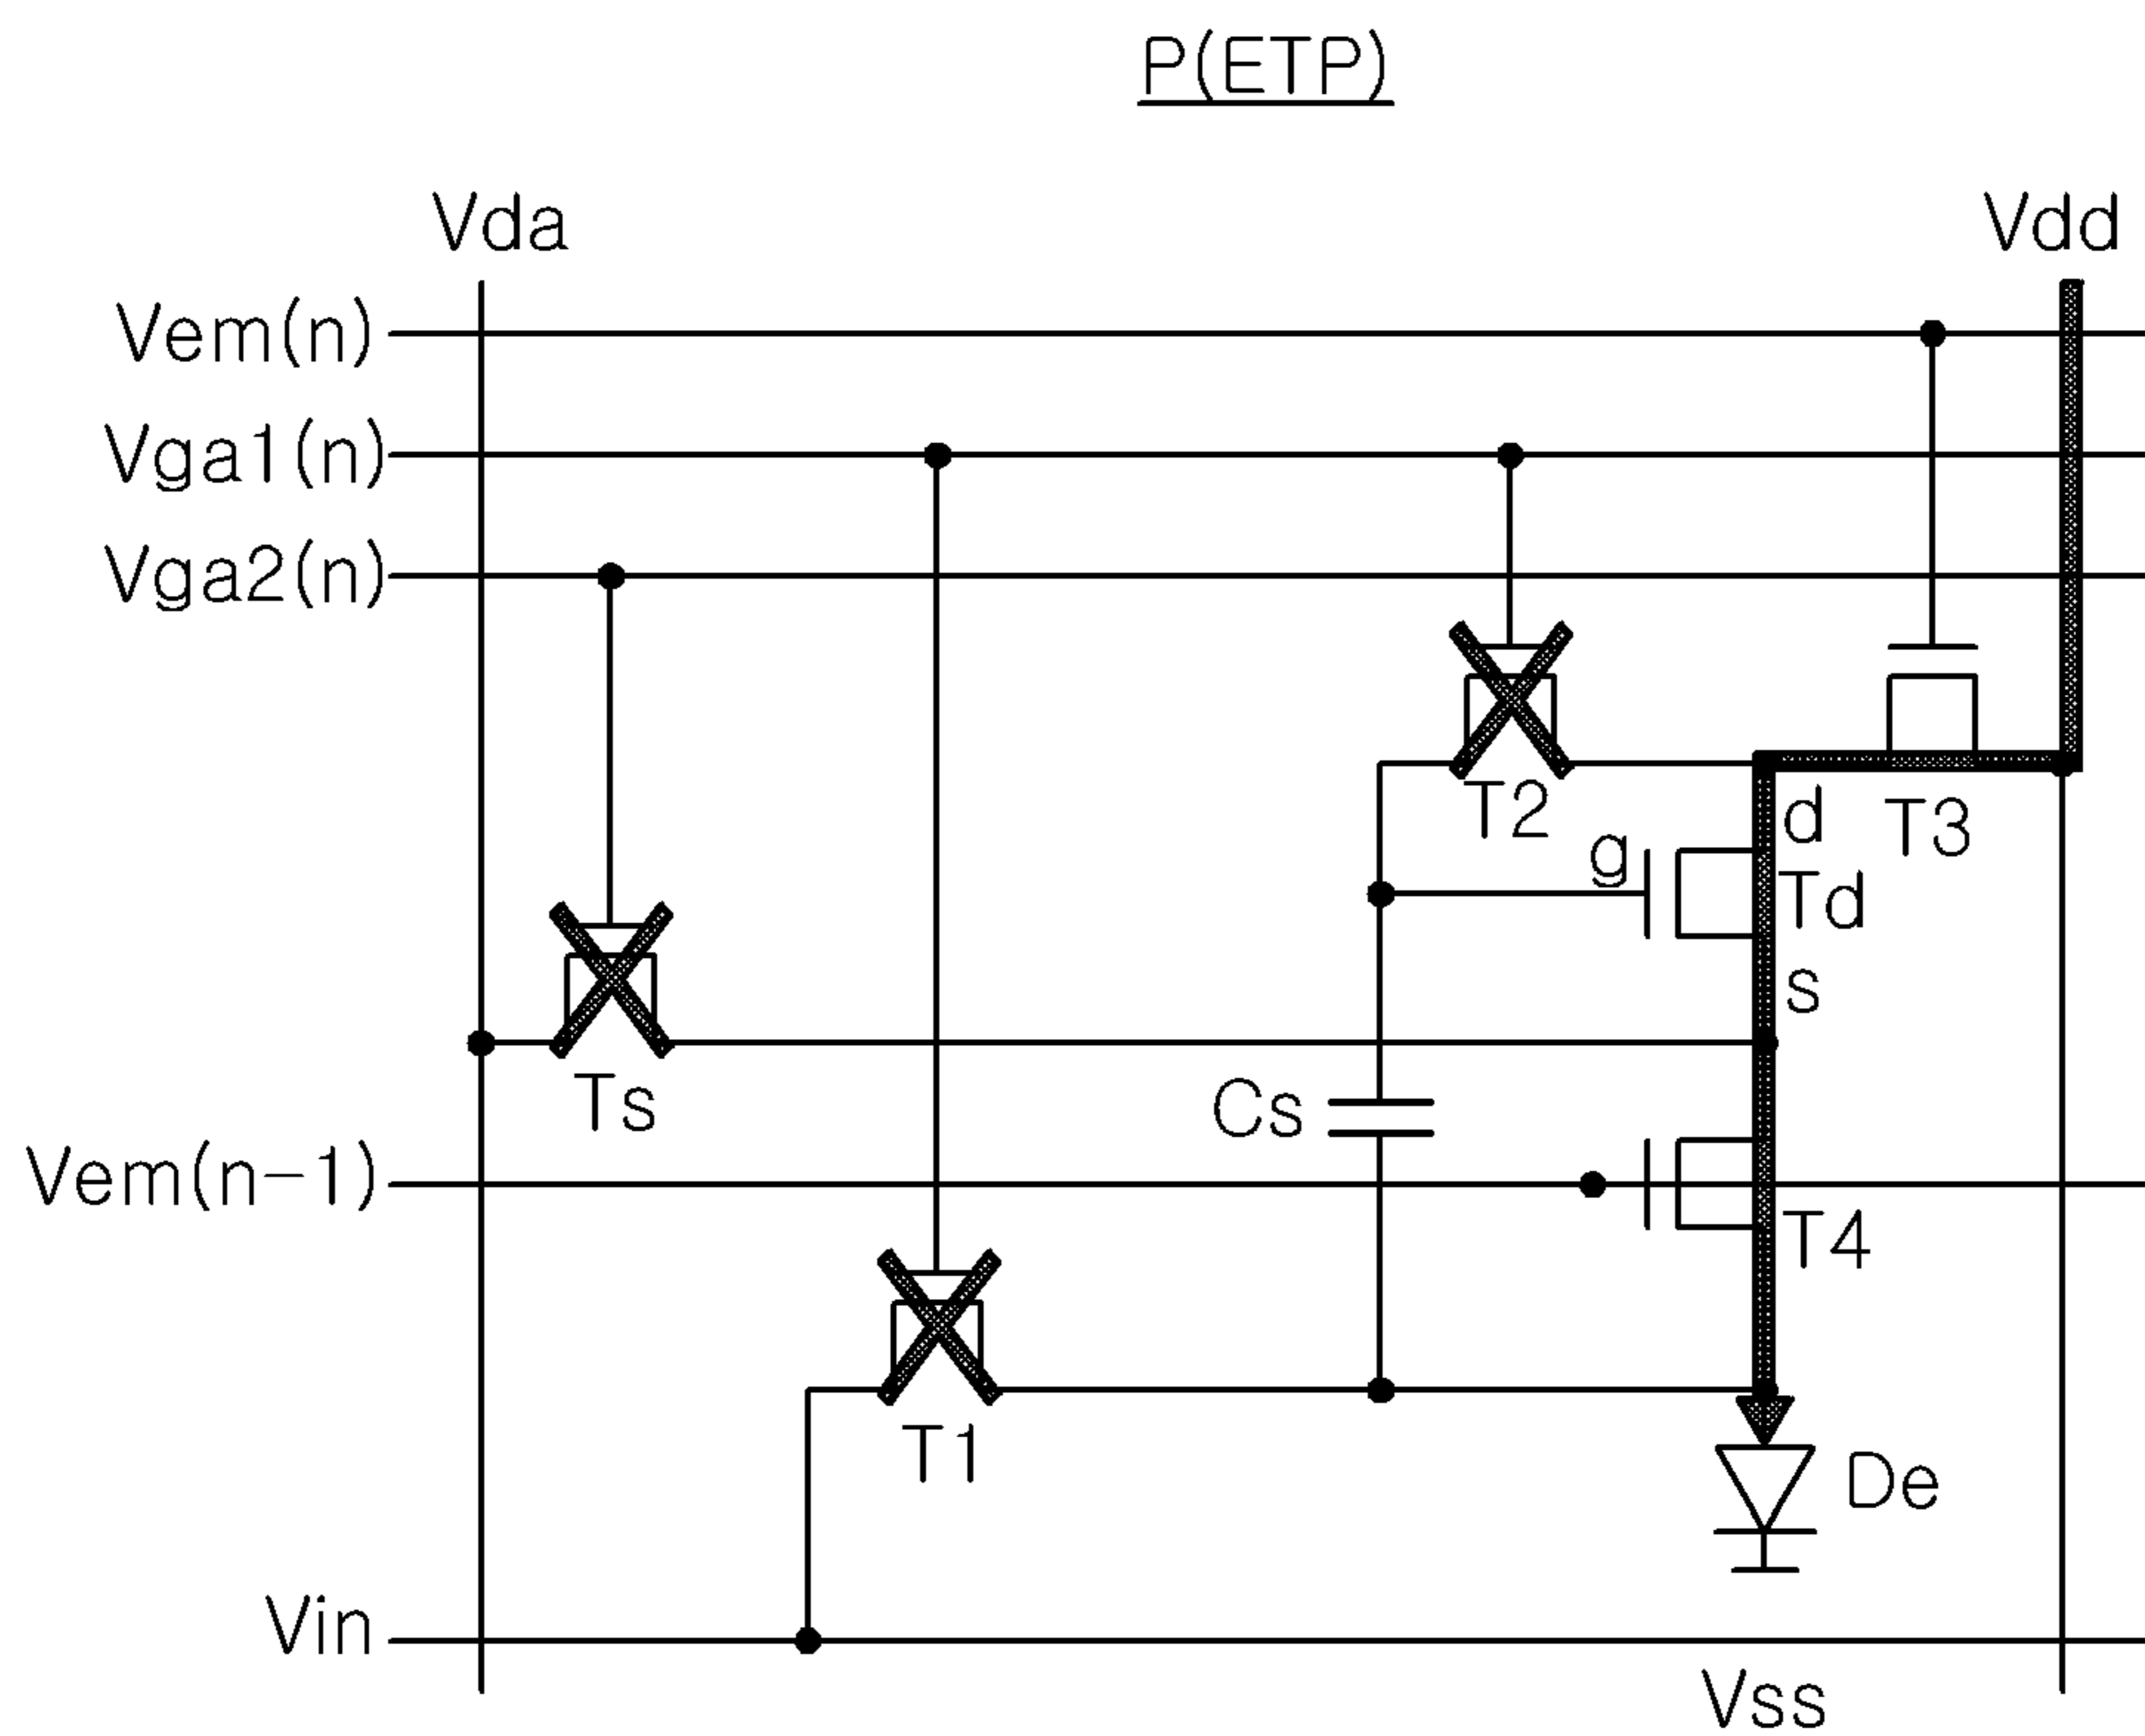 P(ETP)
Vda
Vdd
Vem(n)
Vga1(n)
Vga2(n)
T2
d
T3
g
Td
s
Ts
Cs
Vem(n-1)
T4
T1
De
Vin
Vss